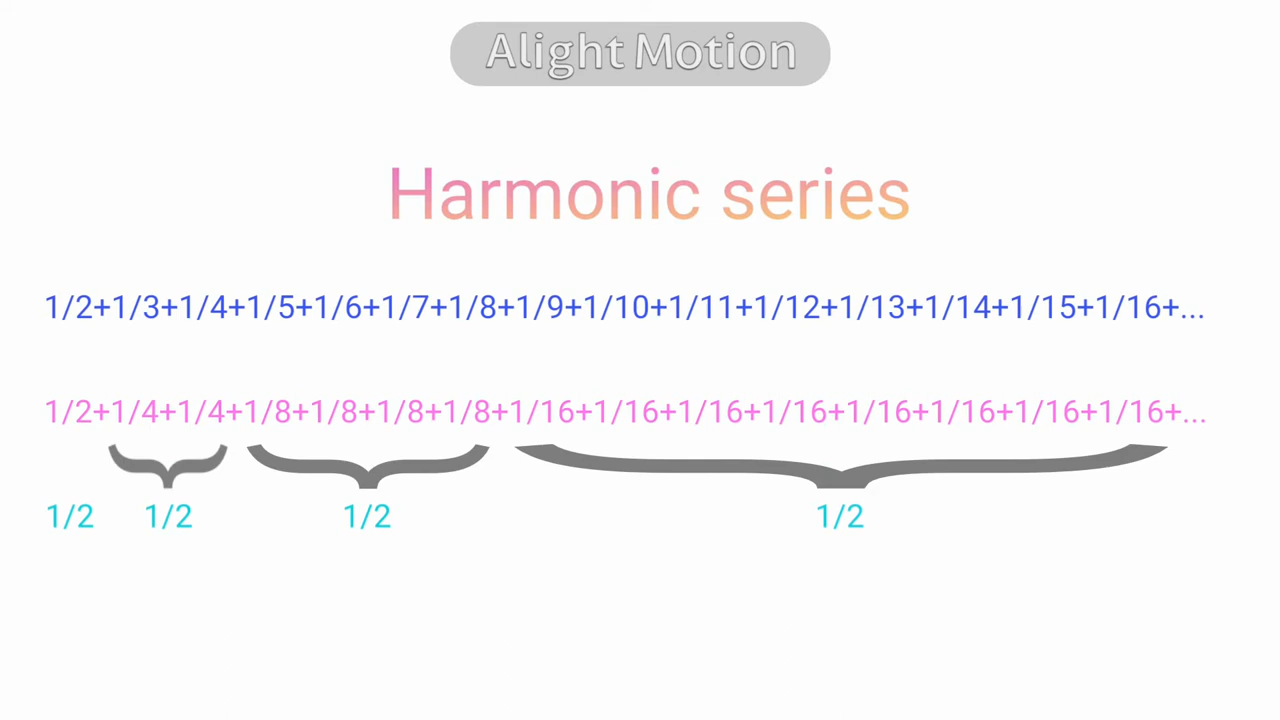 Alight Motion
Harmonic series
1/2+1/3+1/4+1/5+1/6+1/7+1/8+1/9+1/10+1/11+1/12+1/13+1/14+1/15+1/16+...
1/2+1/4+1/4+1/8+1/8+1/8+1/8+1/16+1/16+1/16+1/16+1/16+1/16+1/16+1/16+...
1/2 1/2 1/2 1/2